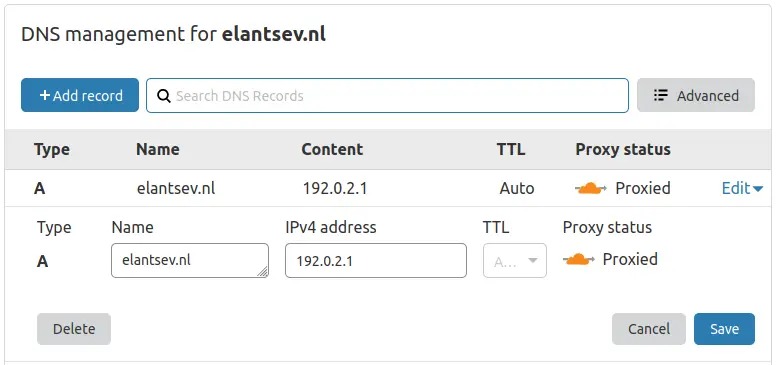 DNS management for elantsev.nl
+ Add record Search DNS Records Advanced
Type Name Content TTL Proxy status
A elantsev.nl 192.0.2.1 Auto Proxied Edit
Type Name IPv4 address TTL Proxy status
A elantsev.nl 192.0.2.1 A... Proxied
Delete Cancel Save